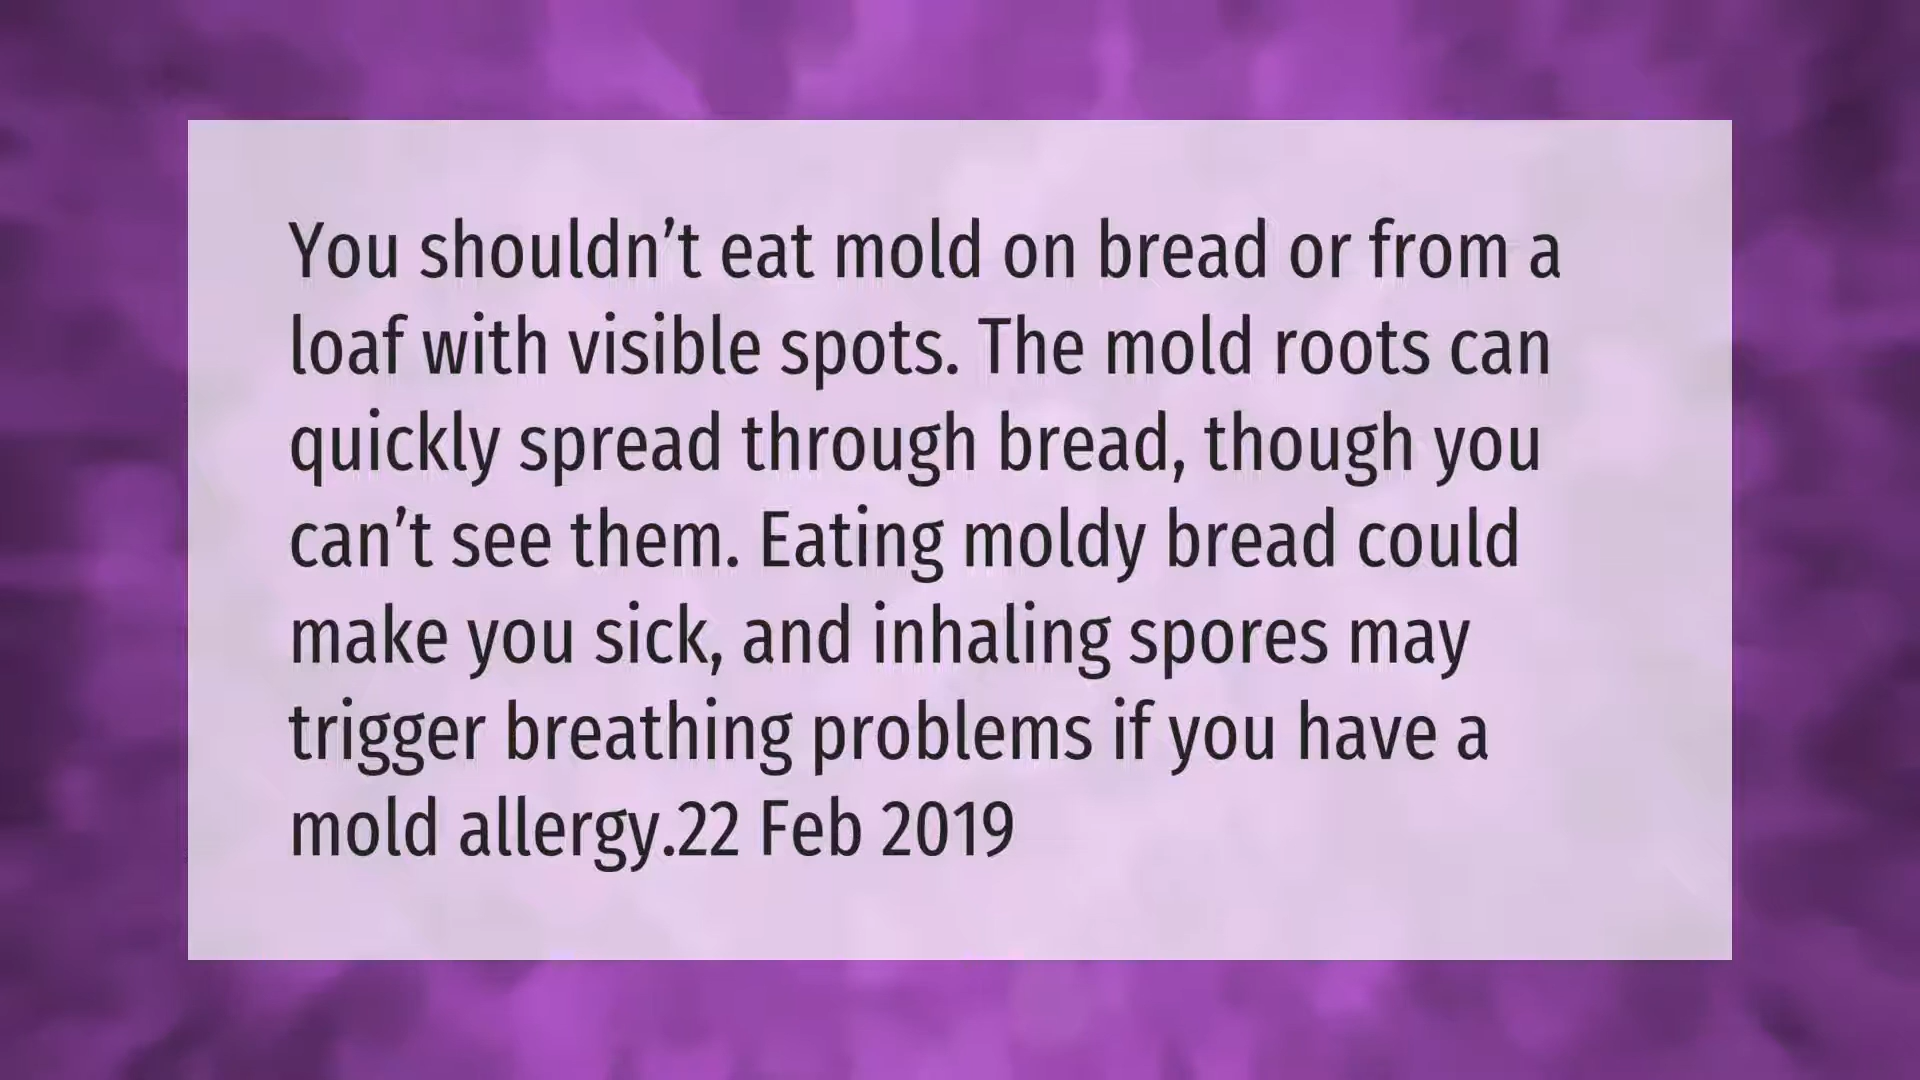 You shouldn’t eat mold on bread or from a
loaf with visible spots. The mold roots can
quickly spread through bread, though you
can’t see them. Eating moldy bread could
make you sick, and inhaling spores may
trigger breathing problems if you have a
mold allergy.22 Feb 2019